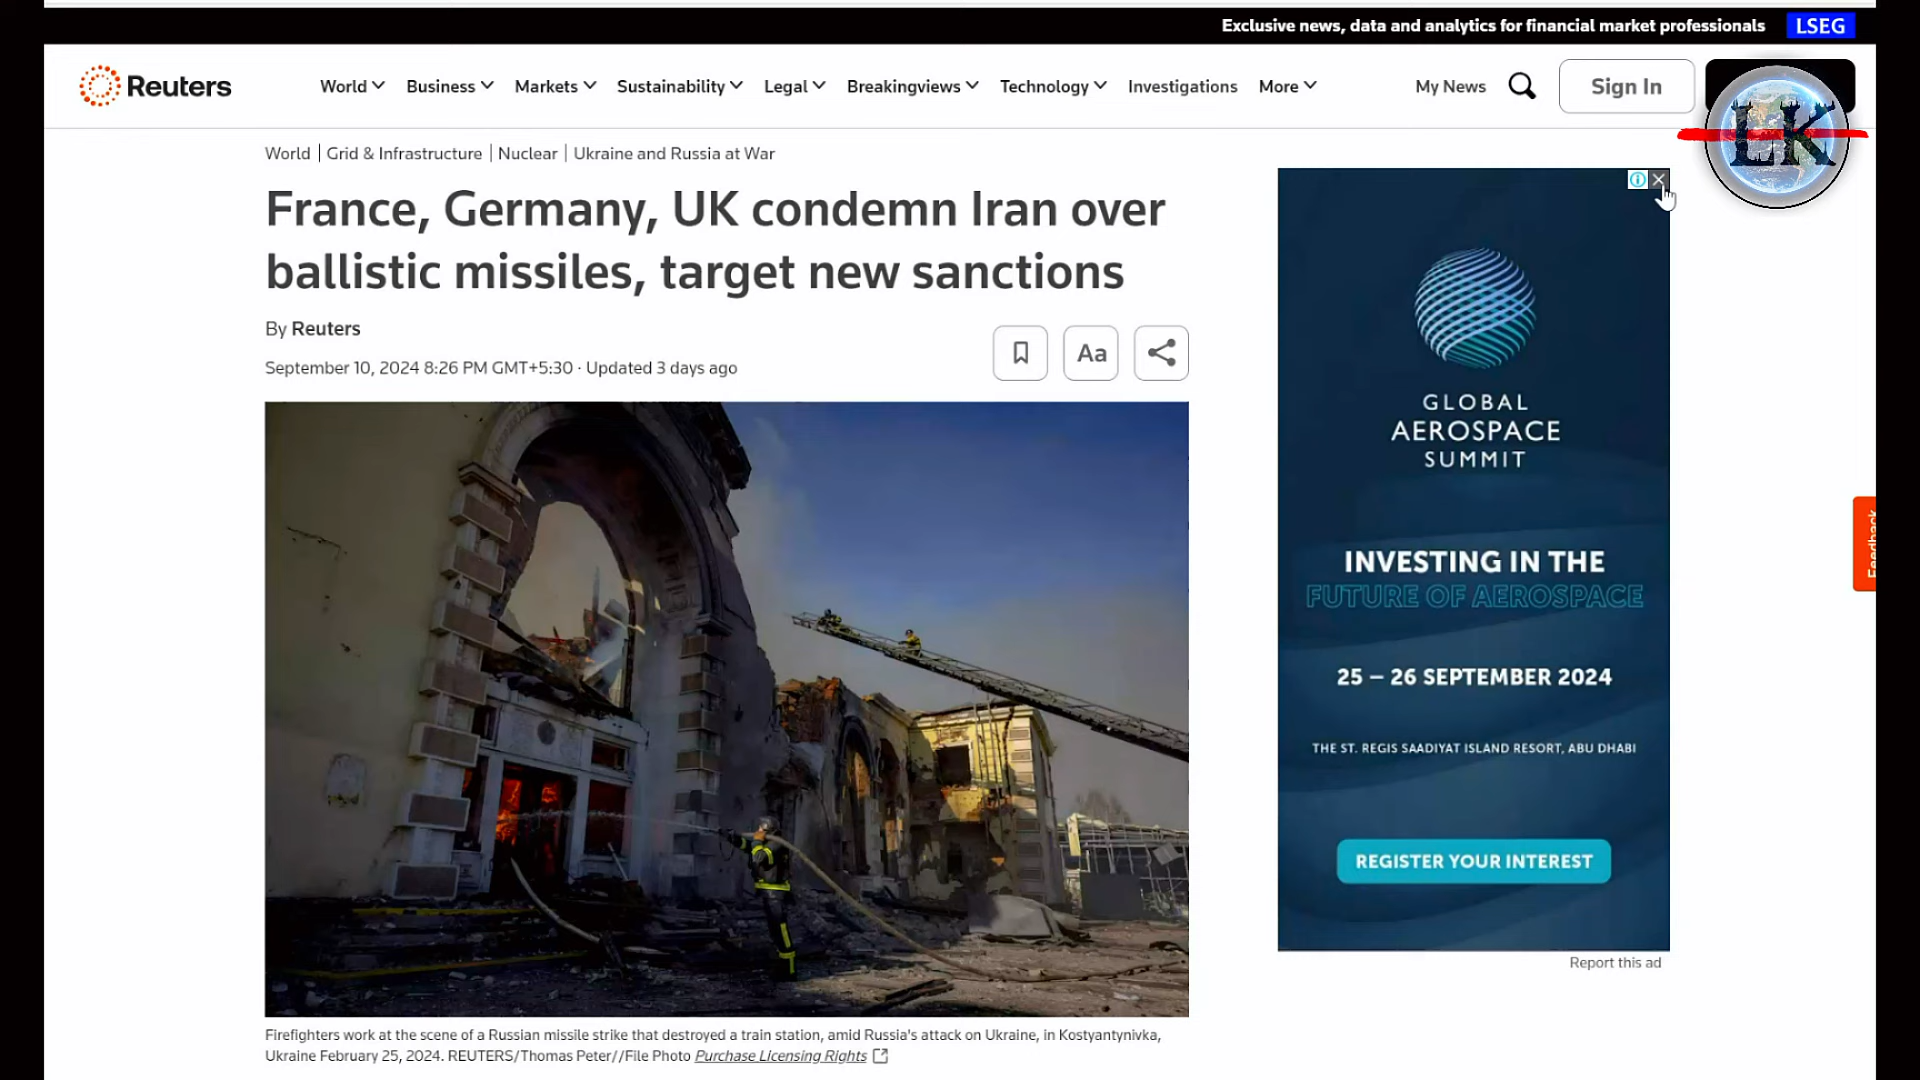 Exclusive news, data and analytics for financial market professionals LSEG
Reuters World Business Markets Sustainability Legal Breakingviews Technology Investigations More My News Sign In
LK
World | Grid & Infrastructure | Nuclear | Ukraine and Russia at War
France, Germany, UK condemn Iran over
ballistic missiles, target new sanctions
By Reuters
September 10, 2024 8:26 PM GMT+5:30 · Updated 3 days ago
Aa
Firefighters work at the scene of a Russian missile strike that destroyed a train station, amid Russia's attack on Ukraine, in Kostyantynivka,
Ukraine February 25, 2024. REUTERS/Thomas Peter//File Photo Purchase Licensing Rights
GLOBAL
AEROSPACE
SUMMIT
INVESTING IN THE
FUTURE OF AEROSPACE
25 – 26 SEPTEMBER 2024
THE ST. REGIS SAADIYAT ISLAND RESORT, ABU DHABI
REGISTER YOUR INTEREST
Report this ad
Feedback